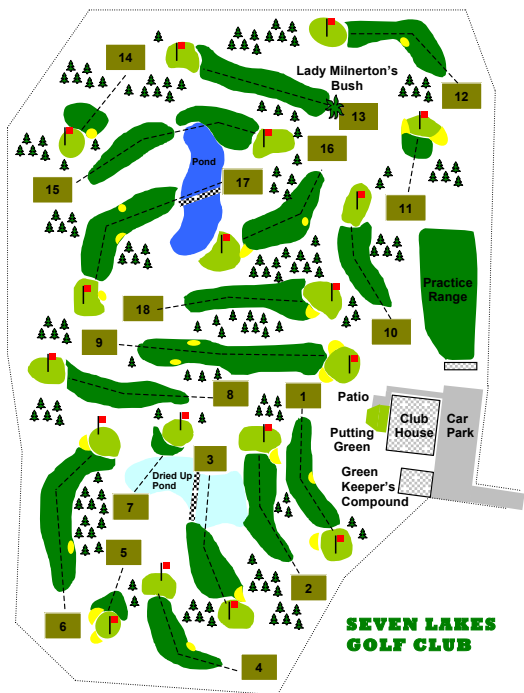 14
Lady Milnerton's
Bush
12
13
16
Pond
15
17
11
Practice
Range
18
10
9
8
1
Patio
Club
House
Car
Park
Putting
Green
3
Dried Up
Pond
Green
Keeper's
Compound
7
5
2
6
4
SEVEN LAKES
GOLF CLUB